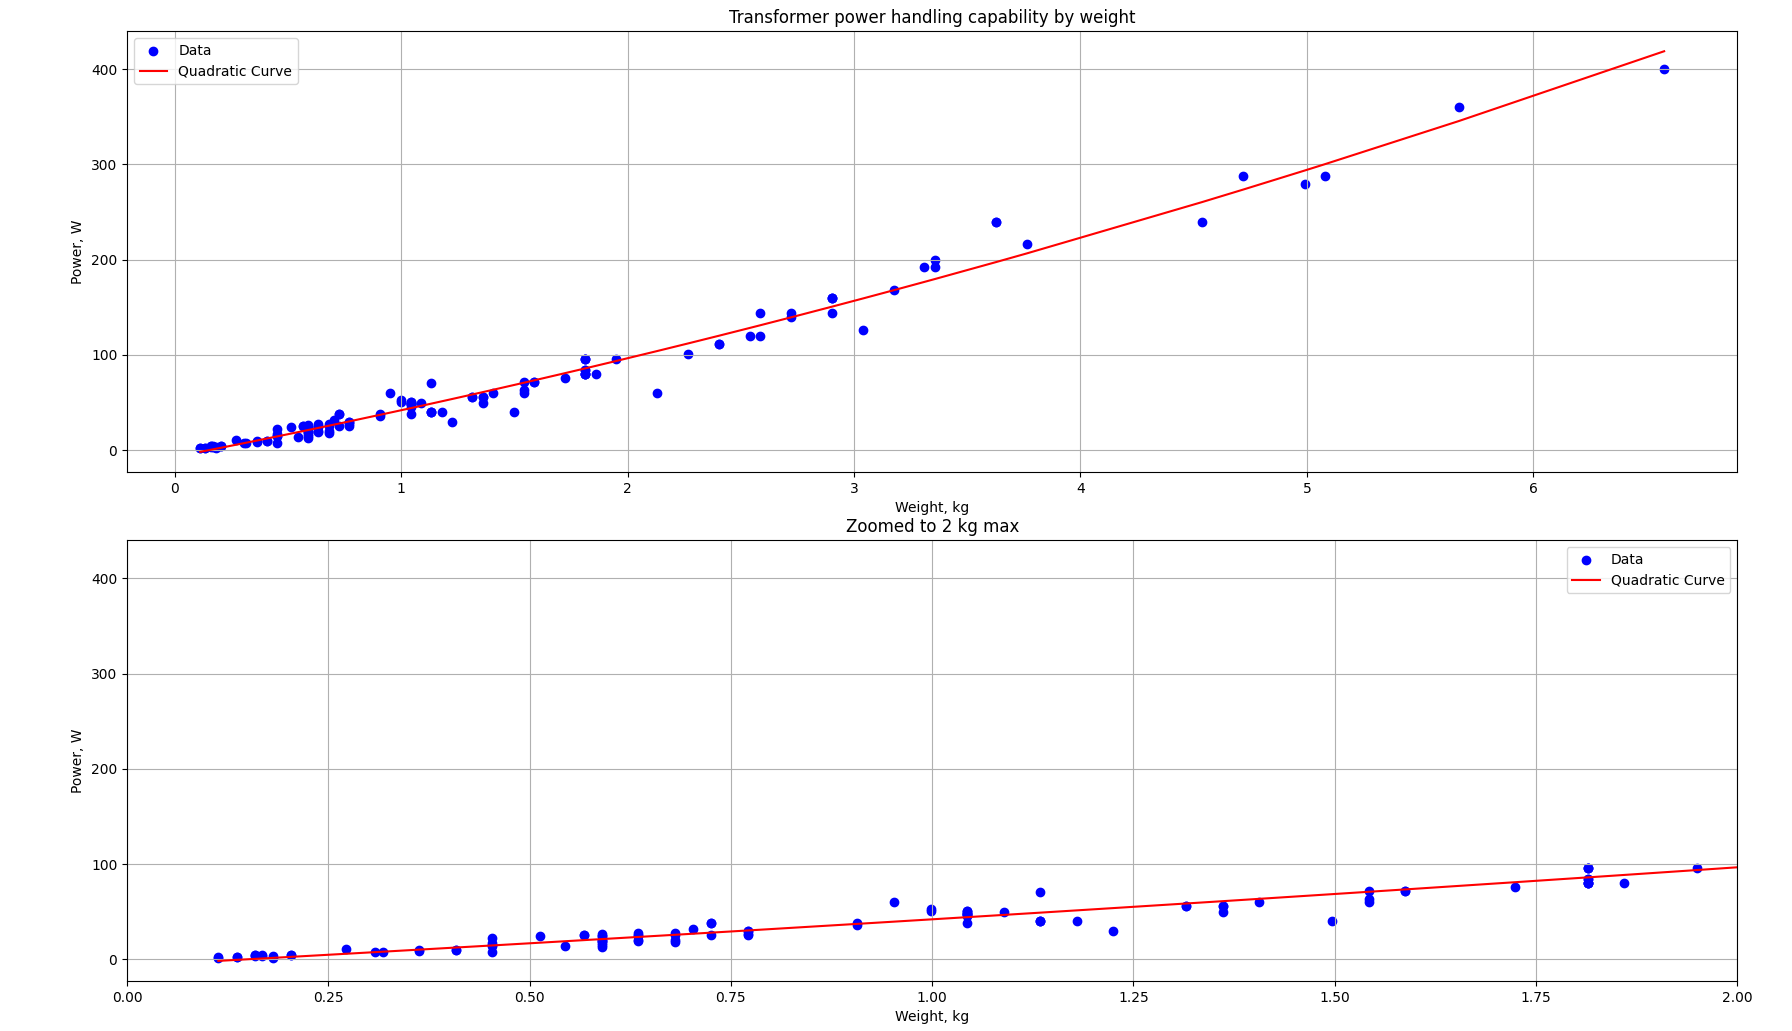 Transformer power handling capability by weight
Data
Quadratic Curve
400
300
200
100
0
Power, W
0 1 2 3 4 5 6
Weight, kg
Zoomed to 2 kg max
Data
Quadratic Curve
400
300
200
100
0
Power, W
0.00 0.25 0.50 0.75 1.00 1.25 1.50 1.75 2.00
Weight, kg